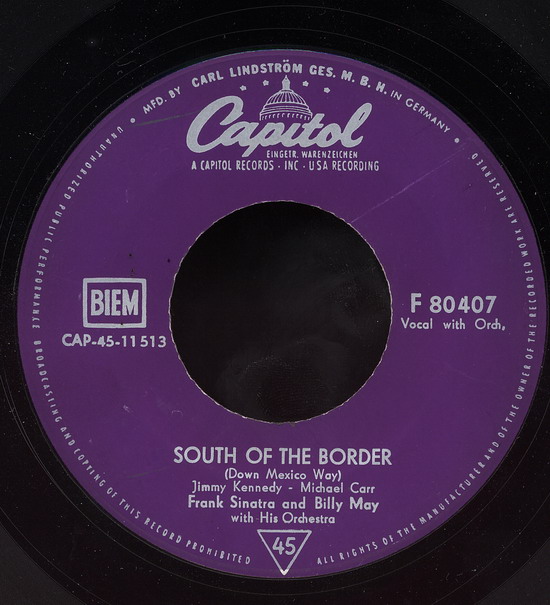 MFD. BY CARL LINDSTRÖM GES. M. B. H. IN GERMANY
Capitol
EINGETR. WARENZEICHEN
A CAPITOL RECORDS - INC - USA RECORDING
BIEM
CAP-45-11 513
F 80407
Vocal with Orch,
SOUTH OF THE BORDER
(Down Mexico Way)
Jimmy Kennedy - Michael Carr
Frank Sinatra and Billy May
with His Orchestra
45
ALL RIGHTS OF THE MANUFACTURER AND OF THE OWNER OF THE RECORDED WORK ARE RESERVED
UNAUTHORIZED PUBLIC PERFORMANCE BROADCASTING AND COPYING OF THIS RECORD PROHIBITED